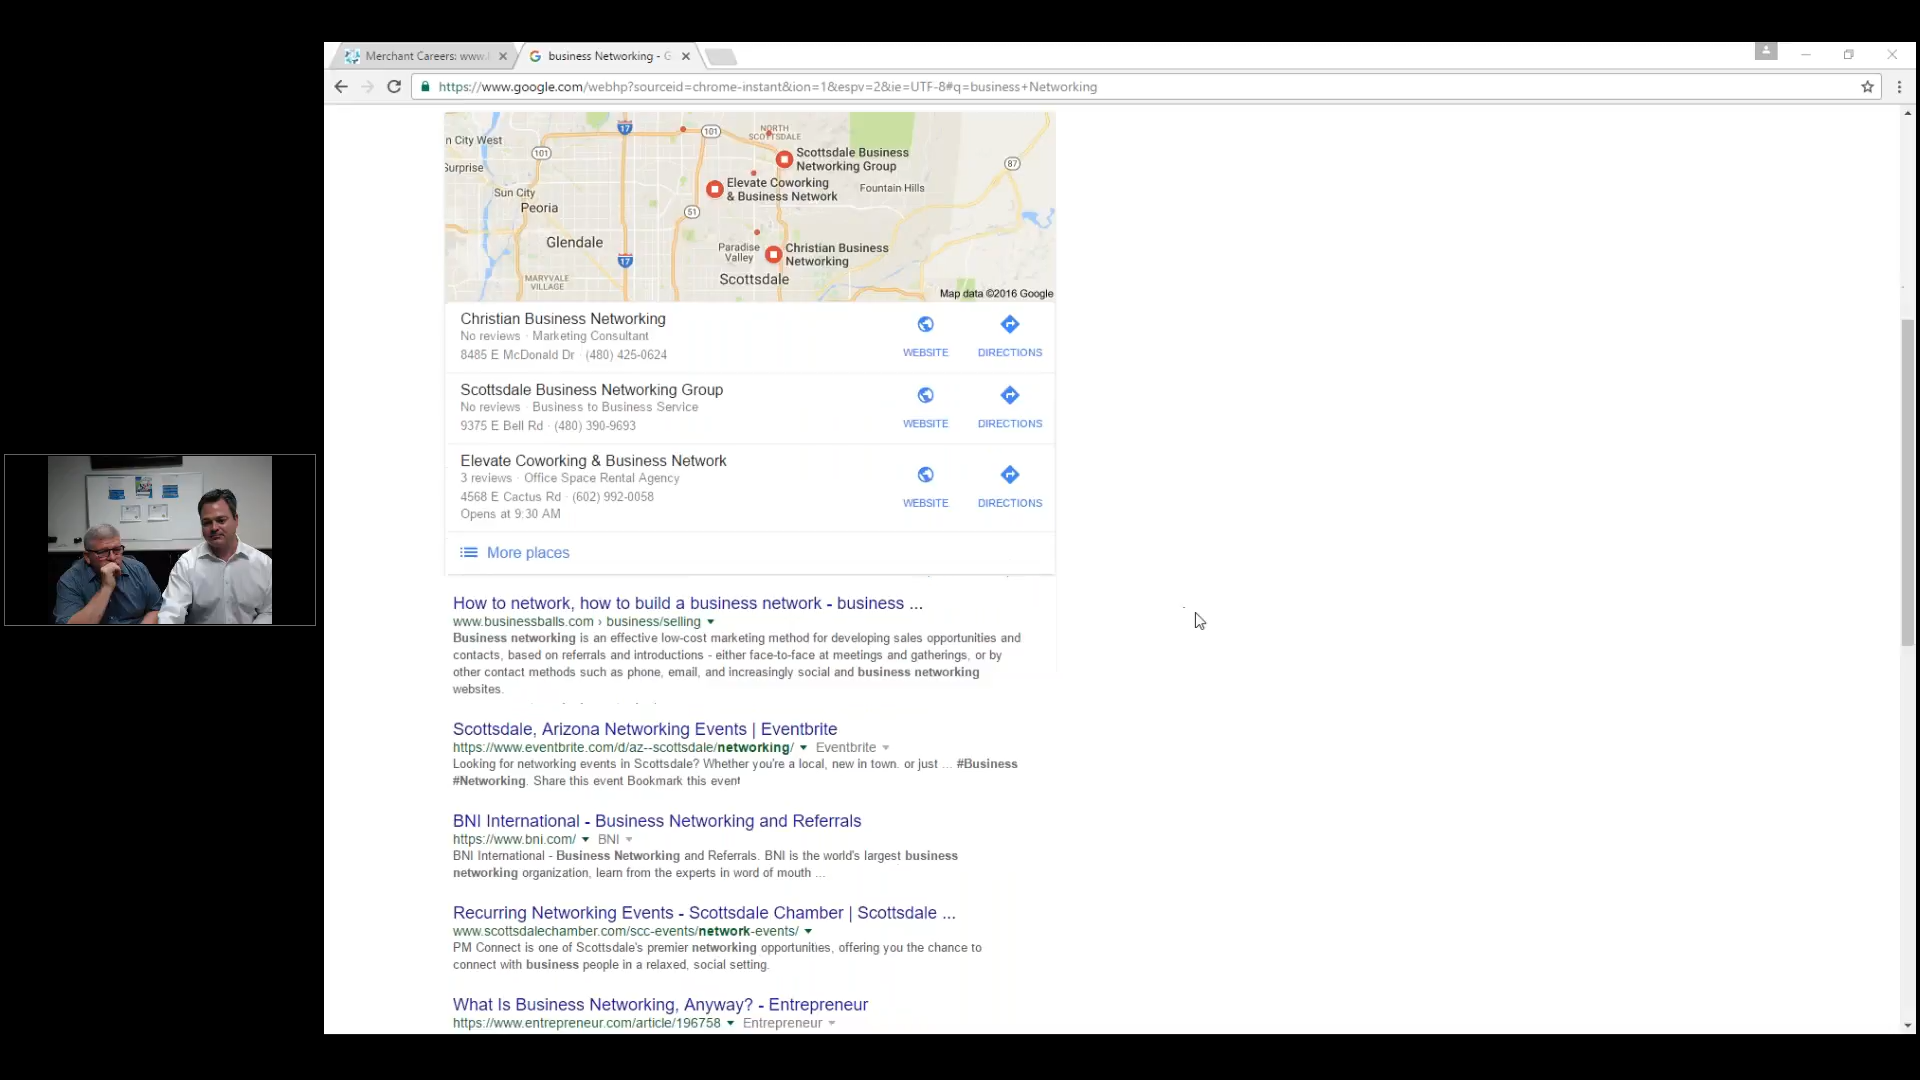 Merchant Careers: www.
business Networking - G
https://www.google.com/webhp?sourceid=chrome-instant&ion=1&espv=2&ie=UTF-8#q=business+Networking
n City West
101
17
101
NORTH SCOTTSDALE
87
Surprise
Scottsdale Business
Networking Group
Elevate Coworking
& Business Network
Fountain Hills
Sun City
Peoria
51
Glendale
17
Paradise
Valley
Christian Business
Networking
MARYVALE
VILLAGE
Scottsdale
Map data ©2016 Google
Christian Business Networking
No reviews · Marketing Consultant
8485 E McDonald Dr · (480) 425-0624
WEBSITE
DIRECTIONS
Scottsdale Business Networking Group
No reviews · Business to Business Service
9375 E Bell Rd · (480) 390-9693
WEBSITE
DIRECTIONS
Elevate Coworking & Business Network
3 reviews · Office Space Rental Agency
4568 E Cactus Rd · (602) 992-0058
Opens at 9:30 AM
WEBSITE
DIRECTIONS
More places
How to network, how to build a business network - business ...
www.businessballs.com › business/selling
Business networking is an effective low-cost marketing method for developing sales opportunities and
contacts, based on referrals and introductions - either face-to-face at meetings and gatherings, or by
other contact methods such as phone, email, and increasingly social and business networking
websites.
Scottsdale, Arizona Networking Events | Eventbrite
https://www.eventbrite.com/d/az--scottsdale/networking/ Eventbrite
Looking for networking events in Scottsdale? Whether you're a local, new in town, or just ... #Business
#Networking. Share this event Bookmark this event
BNI International - Business Networking and Referrals
https://www.bni.com/ BNI
BNI International - Business Networking and Referrals. BNI is the world's largest business
networking organization, learn from the experts in word of mouth ...
Recurring Networking Events - Scottsdale Chamber | Scottsdale ...
www.scottsdalechamber.com/scc-events/network-events/
PM Connect is one of Scottsdale's premier networking opportunities, offering you the chance to
connect with business people in a relaxed, social setting.
What Is Business Networking, Anyway? - Entrepreneur
https://www.entrepreneur.com/article/196758 Entrepreneur